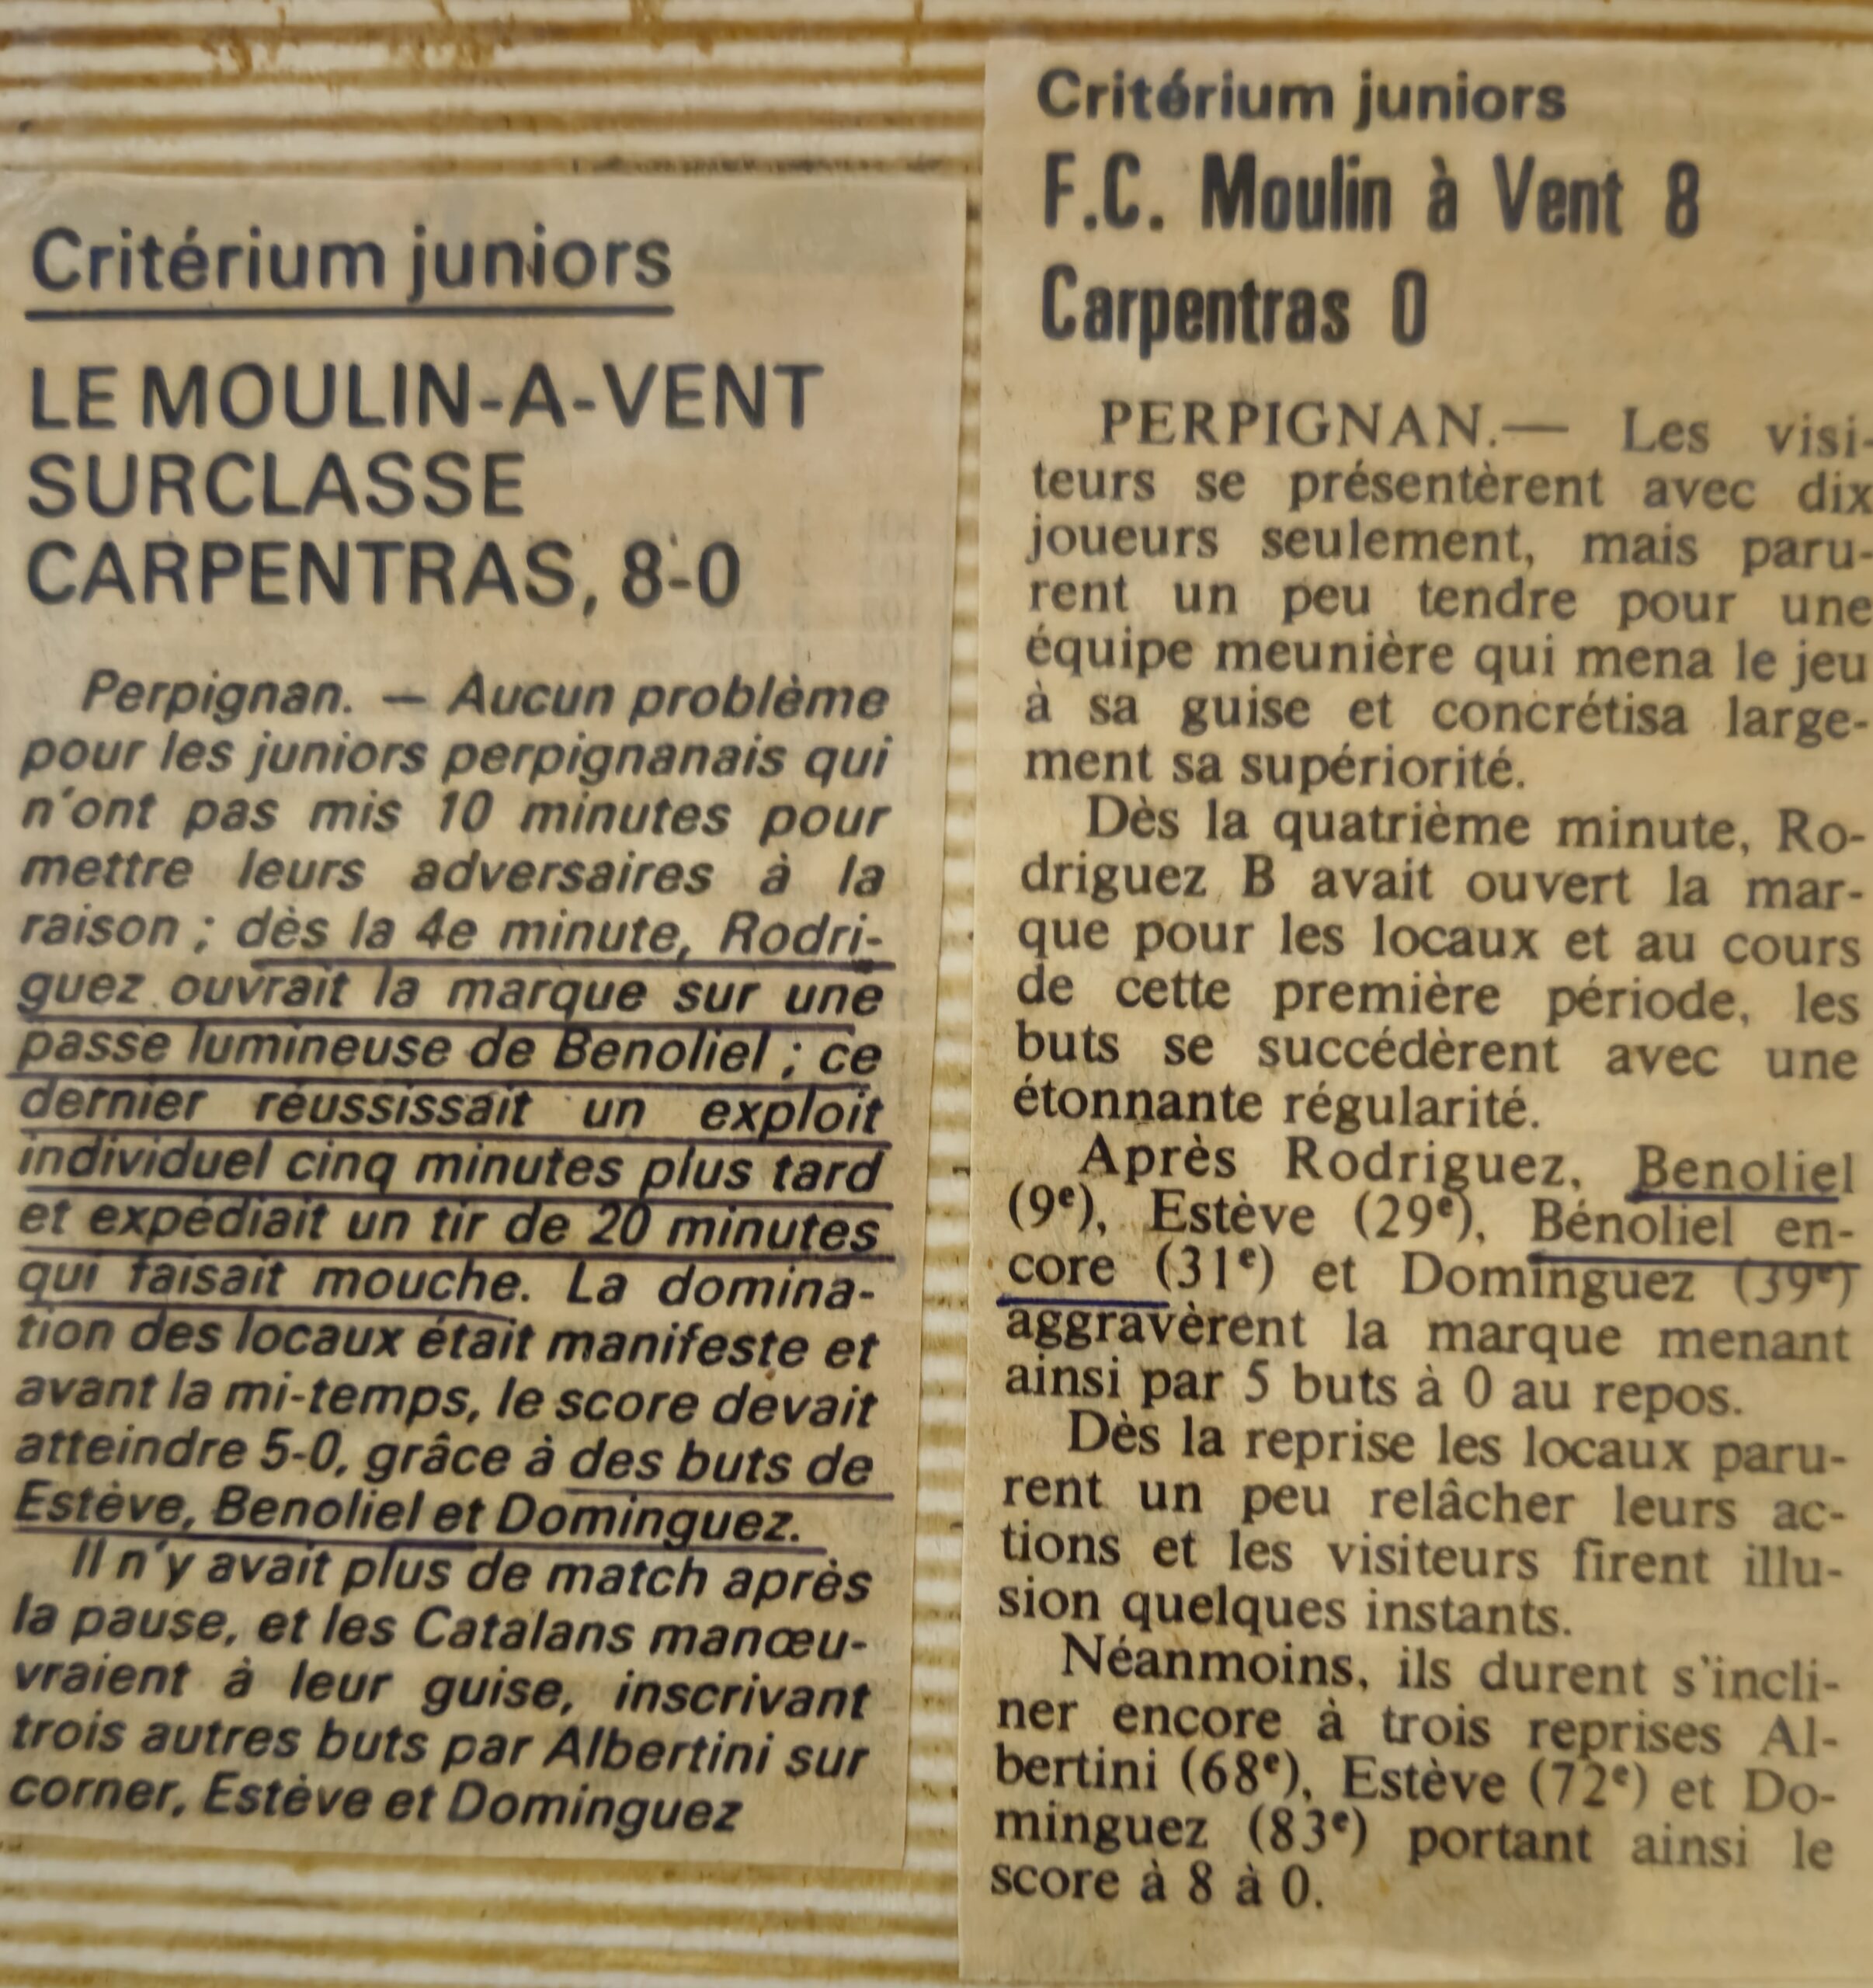 Critérium juniors
LE MOULIN-A-VENT
SURCLASSE
CARPENTRAS, 8-0
Perpignan. — Aucun problème
pour les juniors perpignanais qui
n'ont pas mis 10 minutes pour
mettre leurs adversaires à la
raison ; dès la 4e minute, Rodri-
guez ouvrait la marque sur une
passe lumineuse de Benoliel ; ce
dernier réussissait un exploit
individuel cinq minutes plus tard
et expédiait un tir de 20 minutes
qui faisait mouche. La domina-
tion des locaux était manifeste et
avant la mi-temps, le score devait
atteindre 5-0, grâce à des buts de
Estève, Benoliel et Dominguez.
Il n'y avait plus de match après
la pause, et les Catalans manœu-
vraient à leur guise, inscrivant
trois autres buts par Albertini sur
corner, Estève et Dominguez
Critérium juniors
F.C. Moulin à Vent 8
Carpentras 0
PERPIGNAN.— Les visi-
teurs se présentèrent avec dix
joueurs seulement, mais paru-
rent un peu tendre pour une
équipe meunière qui mena le jeu
à sa guise et concrétisa large-
ment sa supériorité.
Dès la quatrième minute, Ro-
driguez B avait ouvert la mar-
que pour les locaux et au cours
de cette première période, les
buts se succédèrent avec une
étonnante régularité.
Après Rodriguez, Benoliel
(9e), Estève (29e), Bénoliel en-
core (31e) et Dominguez (39e)
aggravèrent la marque menant
ainsi par 5 buts à 0 au repos.
Dès la reprise les locaux paru-
rent un peu relâcher leurs ac-
tions et les visiteurs firent illu-
sion quelques instants.
Néanmoins, ils durent s'incli-
ner encore à trois reprises Al-
bertini (68e), Estève (72e) et Do-
minguez (83e) portant ainsi le
score à 8 à 0.